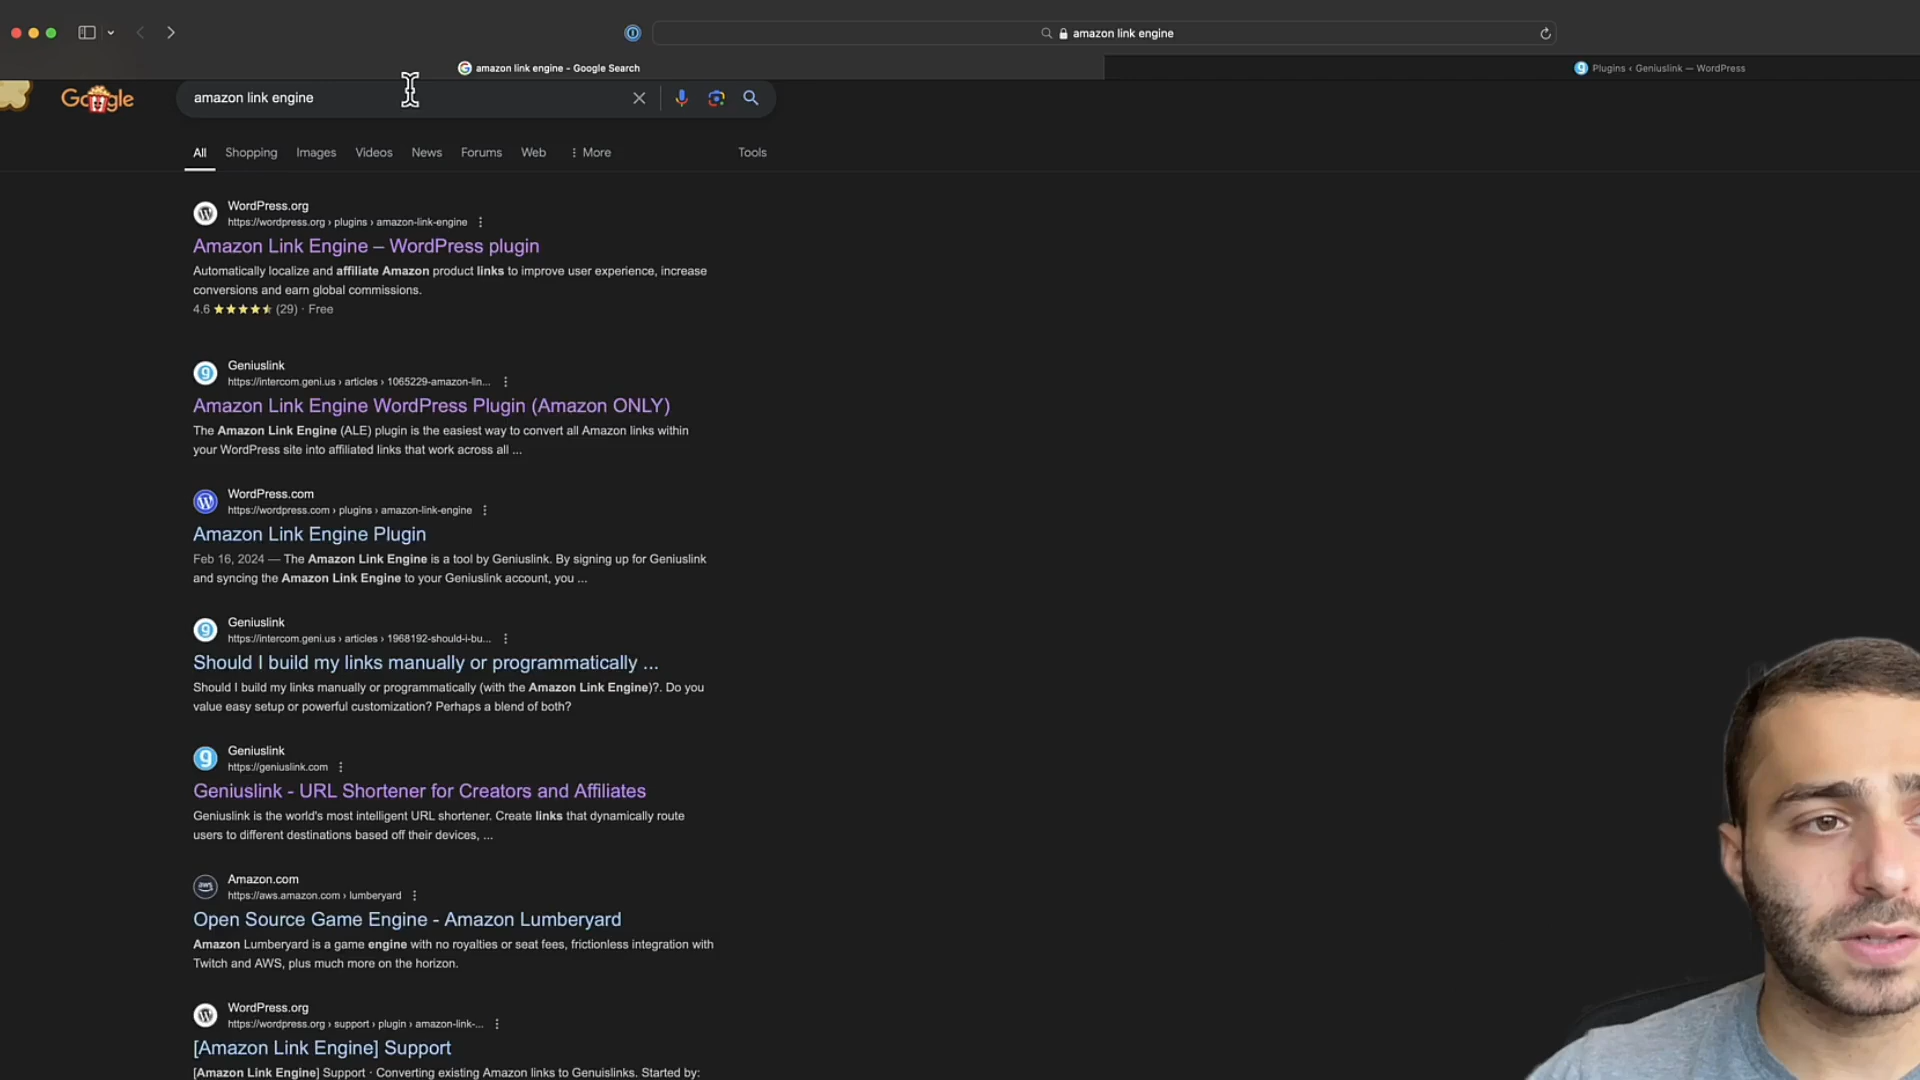 amazon link engine
amazon link engine – Google Search
Plugins ‹ Geniuslink — WordPress
Google
amazon link engine
All
Shopping
Images
Videos
News
Forums
Web
More
Tools
WordPress.org
https://wordpress.org › plugins › amazon-link-engine
Amazon Link Engine – WordPress plugin
Automatically localize and affiliate Amazon product links to improve user experience, increase
conversions and earn global commissions.
4.6 ★★★★★ (29) · Free
Geniuslink
https://intercom.geni.us › articles › 1065229-amazon-lin...
Amazon Link Engine WordPress Plugin (Amazon ONLY)
The Amazon Link Engine (ALE) plugin is the easiest way to convert all Amazon links within
your WordPress site into affiliated links that work across all ...
WordPress.com
https://wordpress.com › plugins › amazon-link-engine
Amazon Link Engine Plugin
Feb 16, 2024 — The Amazon Link Engine is a tool by Geniuslink. By signing up for Geniuslink
and syncing the Amazon Link Engine to your Geniuslink account, you ...
Geniuslink
https://intercom.geni.us › articles › 1968192-should-i-bu...
Should I build my links manually or programmatically ...
Should I build my links manually or programmatically (with the Amazon Link Engine)?. Do you
value easy setup or powerful customization? Perhaps a blend of both?
Geniuslink
https://geniuslink.com
Geniuslink - URL Shortener for Creators and Affiliates
Geniuslink is the world's most intelligent URL shortener. Create links that dynamically route
users to different destinations based off their devices, ...
aws
Amazon.com
https://aws.amazon.com › lumberyard
Open Source Game Engine - Amazon Lumberyard
Amazon Lumberyard is a game engine with no royalties or seat fees, frictionless integration with
Twitch and AWS, plus much more on the horizon.
WordPress.org
https://wordpress.org › support › plugin › amazon-link-...
[Amazon Link Engine] Support
[Amazon Link Engine] Support · Converting existing Amazon links to Genuislinks. Started by: